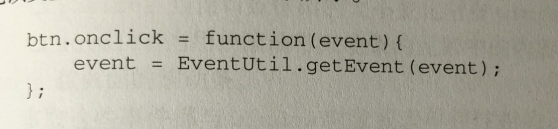 btn.onclick = function(event){
    event = EventUtil.getEvent(event);
};